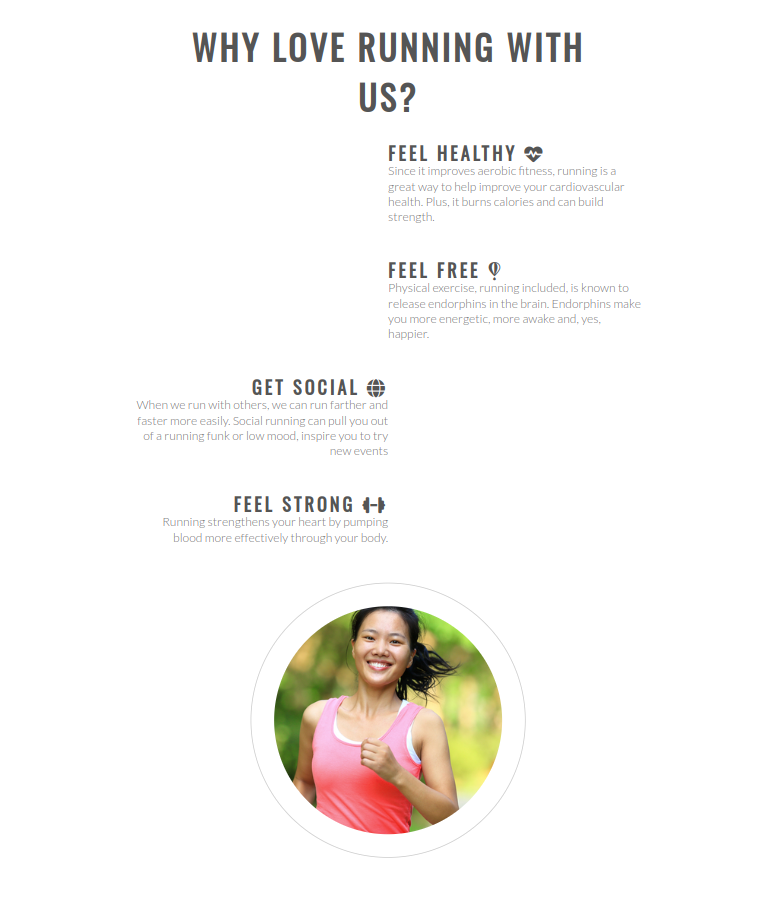 WHY LOVE RUNNING WITH
US?
FEEL HEALTHY
Since it improves aerobic fitness, running is a
great way to help improve your cardiovascular
health. Plus, it burns calories and can build
strength.
FEEL FREE
Physical exercise, running included, is known to
release endorphins in the brain. Endorphins make
you more energetic, more awake and, yes,
happier.
GET SOCIAL
When we run with others, we can run farther and
faster more easily. Social running can pull you out
of a running funk or low mood, inspire you to try
new events
FEEL STRONG
Running strengthens your heart by pumping
blood more effectively through your body.